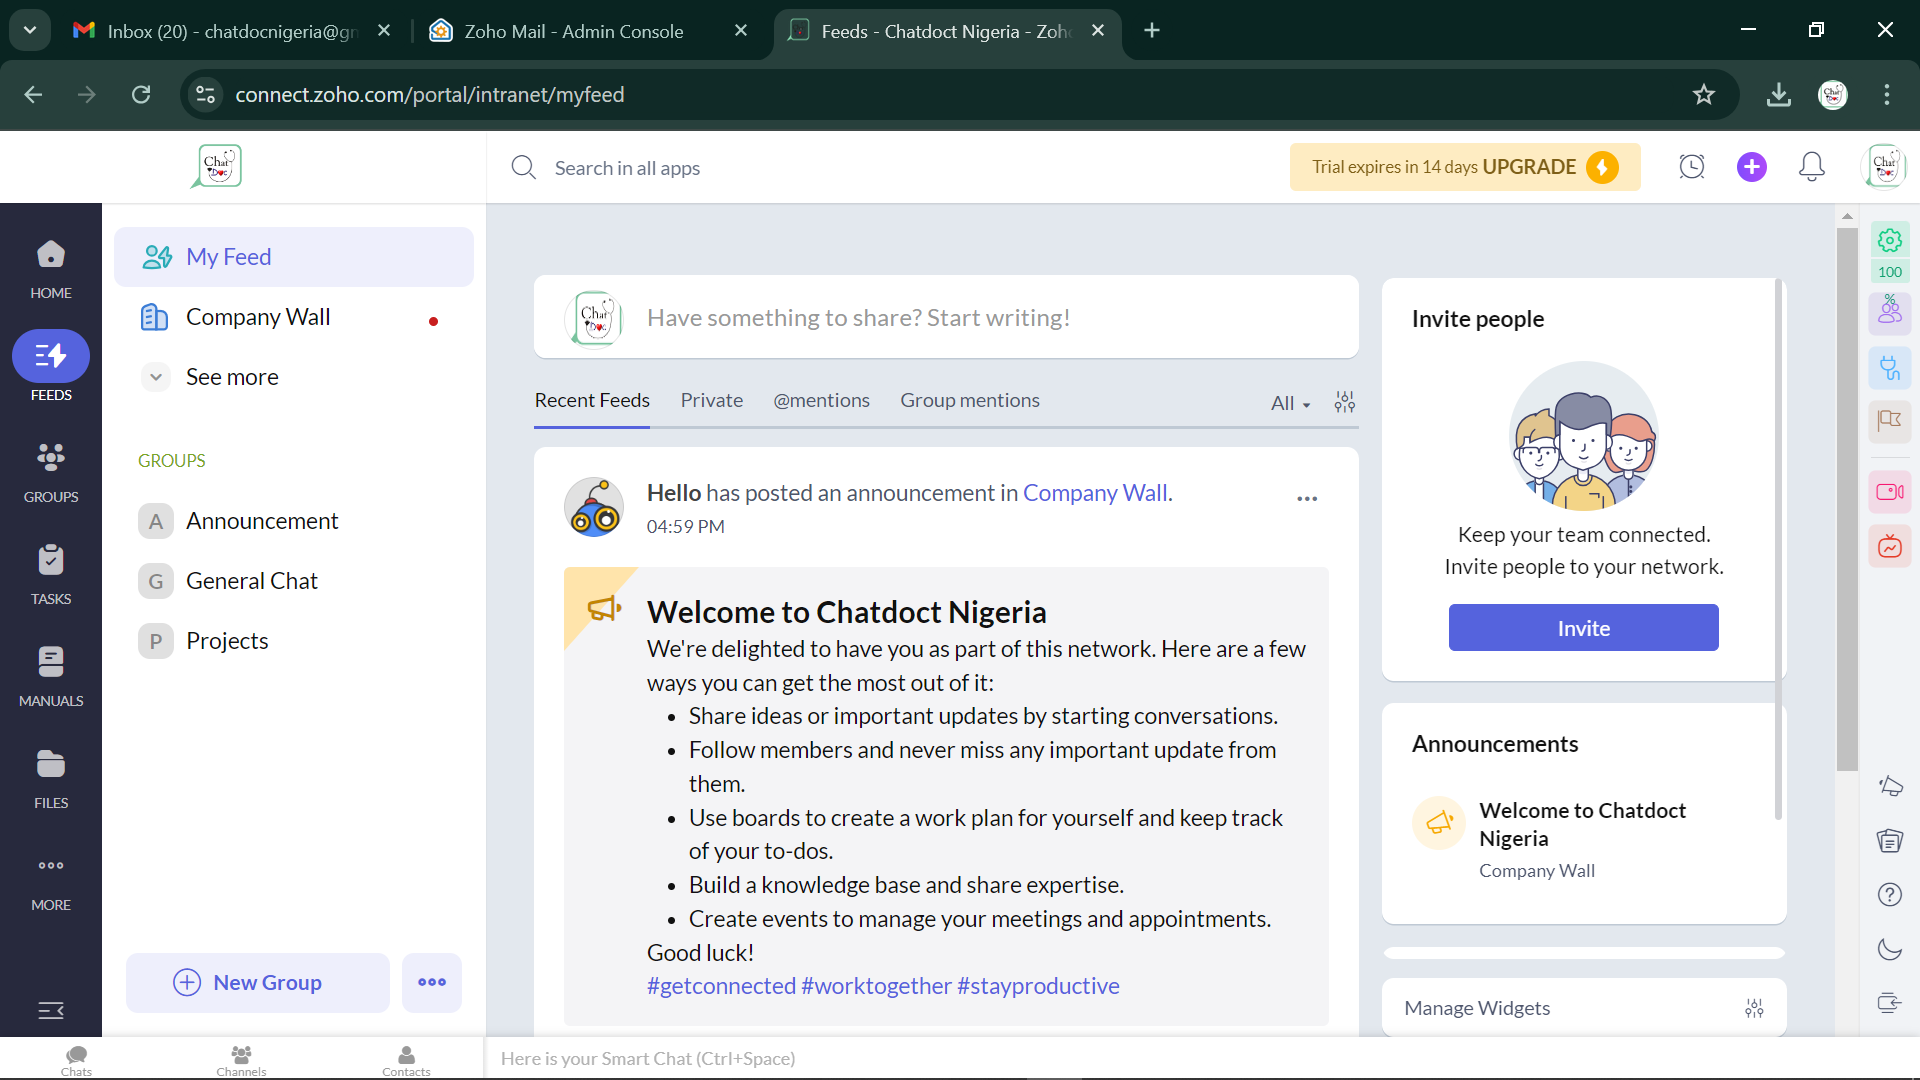 Inbox (20) - chatdocnigeria@gm
Zoho Mail - Admin Console
Feeds - Chatdoct Nigeria - Zoho
connect.zoho.com/portal/intranet/myfeed
Chat Doc
Search in all apps
Trial expires in 14 days UPGRADE
HOME
FEEDS
GROUPS
TASKS
MANUALS
FILES
MORE
My Feed
Company Wall
See more
GROUPS
A Announcement
G General Chat
P Projects
New Group
Have something to share? Start writing!
Recent Feeds Private @mentions Group mentions All
Hello has posted an announcement in Company Wall.
04:59 PM
Welcome to Chatdoct Nigeria
We're delighted to have you as part of this network. Here are a few
ways you can get the most out of it:
• Share ideas or important updates by starting conversations.
• Follow members and never miss any important update from
them.
• Use boards to create a work plan for yourself and keep track
of your to-dos.
• Build a knowledge base and share expertise.
• Create events to manage your meetings and appointments.
Good luck!
#getconnected #worktogether #stayproductive
Invite people
Keep your team connected.
Invite people to your network.
Invite
Announcements
Welcome to Chatdoct
Nigeria
Company Wall
Manage Widgets
100
%
Chats
Channels
Contacts
Here is your Smart Chat (Ctrl+Space)